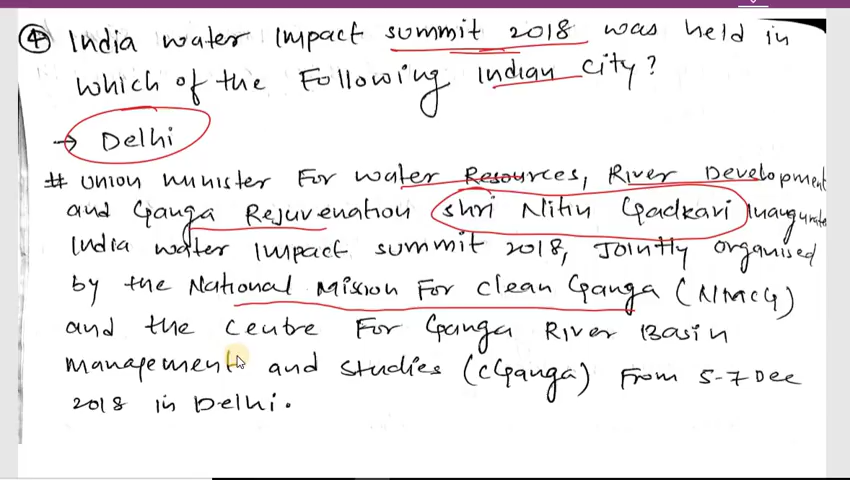 ④ India water Impact summit 2018 was held in
which of the Following Indian city?
→ Delhi
# Union Minister For water Resources, River Development
and Ganga Rejuvenation Shri Nitin Gadkari Inaugurate
India water Impact summit 2018, Jointly organised
by the National Mission For Clean Ganga (NMCG)
and the Centre For Ganga River Basin
management and studies (cGanga) From 5-7 Dec
2018 in Delhi.